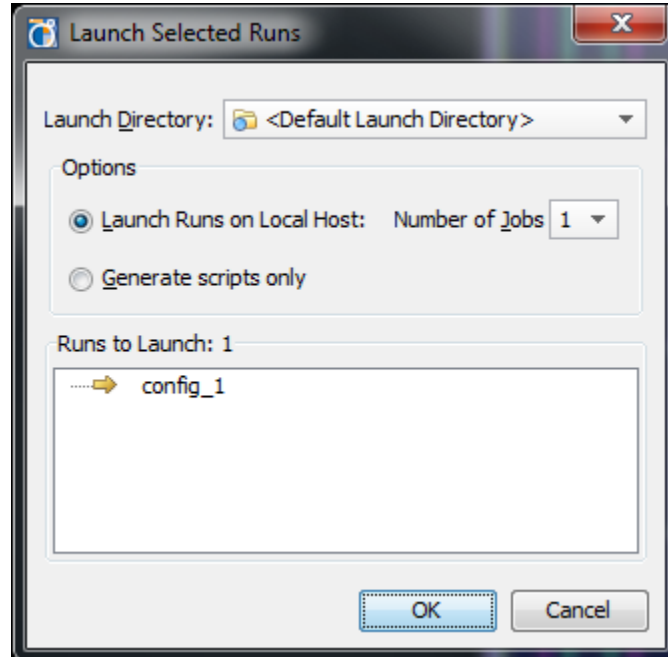 Launch Selected Runs
Launch Directory: <Default Launch Directory>
Options
Launch Runs on Local Host: Number of Jobs 1
Generate scripts only
Runs to Launch: 1
config_1
OK Cancel